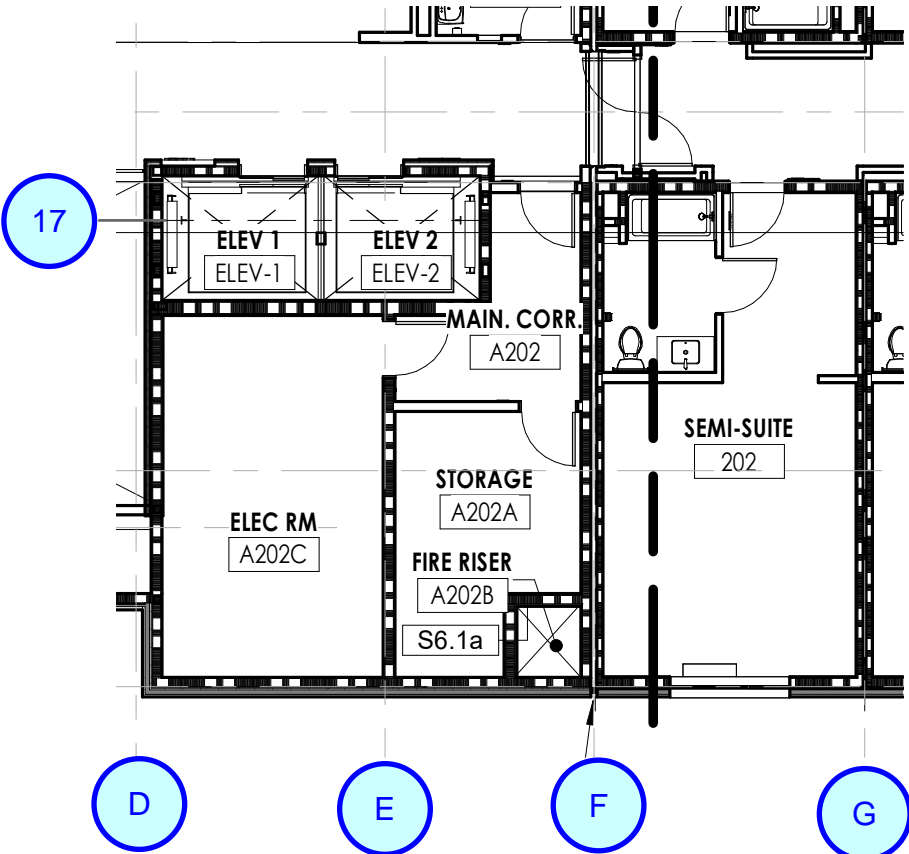 17
ELEV 1
ELEV-1
ELEV 2
ELEV-2
MAIN. CORR.
A202
SEMI-SUITE
202
STORAGE
A202A
ELEC RM
A202C
FIRE RISER
A202B
S6.1a
D
E
F
G